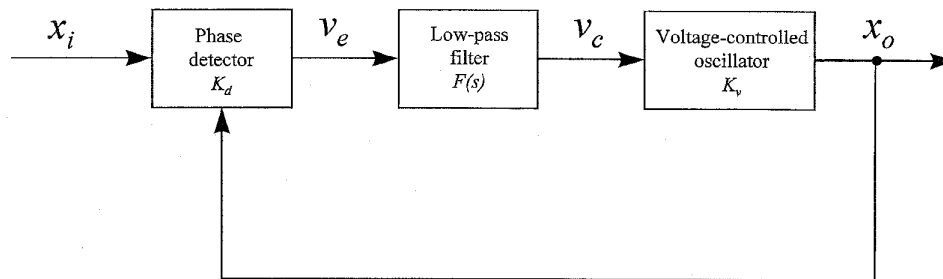 x_i
Phase
detector
K_d
v_e
Low-pass
filter
F(s)
v_c
Voltage-controlled
oscillator
K_v
x_o